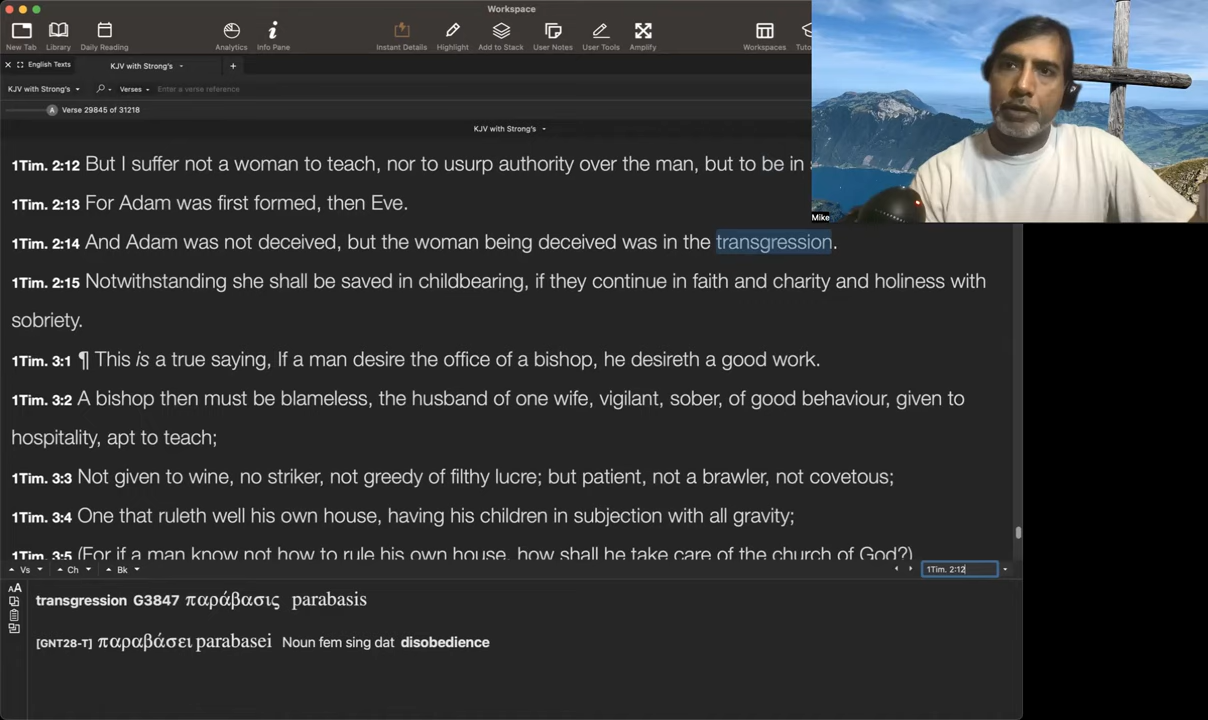 Workspace
New Tab Library Daily Reading Analytics Info Pane Instant Details Highlight Add to Stack User Notes User Tools Amplify Workspaces
English Texts KJV with Strong's +
KJV with Strong's Verses Enter a verse reference
A Verse 29845 of 31218
KJV with Strong's
1Tim. 2:12 But I suffer not a woman to teach, nor to usurp authority over the man, but to be in
1Tim. 2:13 For Adam was first formed, then Eve.
Mike
1Tim. 2:14 And Adam was not deceived, but the woman being deceived was in the transgression.
1Tim. 2:15 Notwithstanding she shall be saved in childbearing, if they continue in faith and charity and holiness with
sobriety.
1Tim. 3:1 ¶ This is a true saying, If a man desire the office of a bishop, he desireth a good work.
1Tim. 3:2 A bishop then must be blameless, the husband of one wife, vigilant, sober, of good behaviour, given to
hospitality, apt to teach;
1Tim. 3:3 Not given to wine, no striker, not greedy of filthy lucre; but patient, not a brawler, not covetous;
1Tim. 3:4 One that ruleth well his own house, having his children in subjection with all gravity;
1Tim. 3:5 (For if a man know not how to rule his own house, how shall he take care of the church of God?)
Vs Ch Bk 1Tim. 2:12
transgression G3847 παράβασις parabasis
[GNT28-T] παραβάσει parabasei Noun fem sing dat disobedience